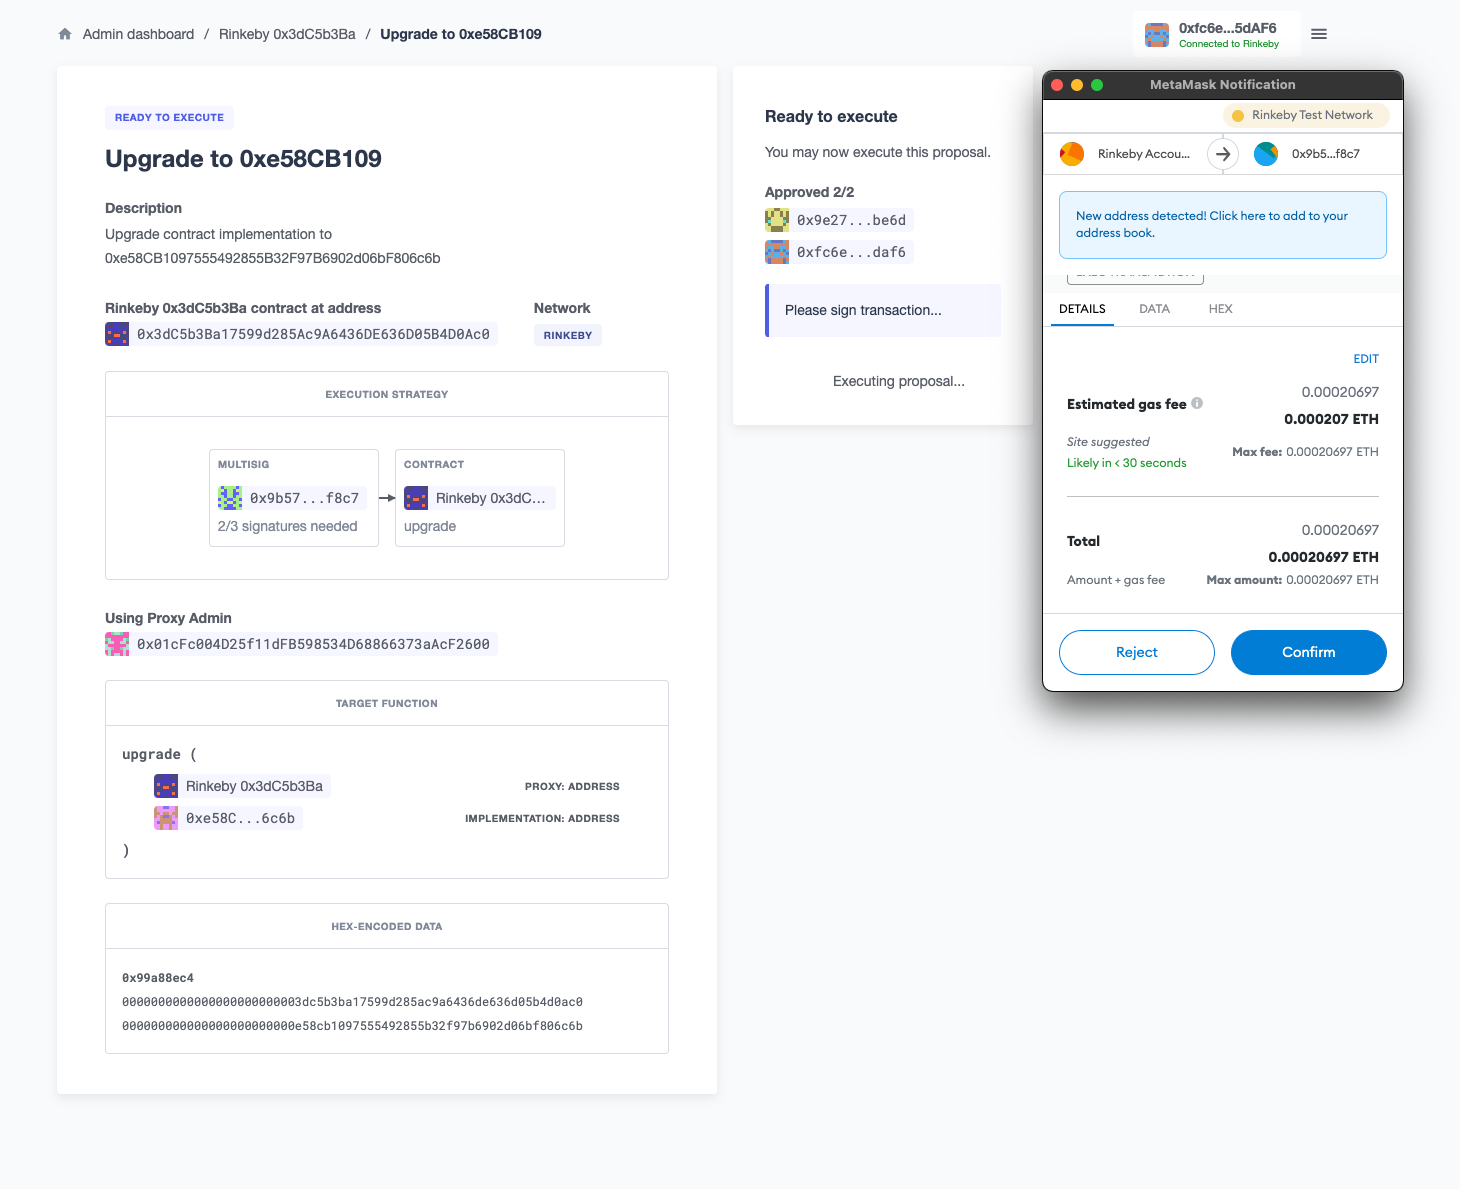 Admin dashboard / Rinkeby 0x3dC5b3Ba / Upgrade to 0xe58CB109
0xfc6e...5dAF6
Connected to Rinkeby
READY TO EXECUTE
Upgrade to 0xe58CB109
Description
Upgrade contract implementation to
0xe58CB1097555492855B32F97B6902d06bF806c6b
Rinkeby 0x3dC5b3Ba contract at address
0x3dC5b3Ba17599d285Ac9A6436DE636D05B4D0Ac0
Network
RINKEBY
EXECUTION STRATEGY
MULTISIG
0x9b57...f8c7
2/3 signatures needed
CONTRACT
Rinkeby 0x3dC...
upgrade
Using Proxy Admin
0x01cFc004D25f11dFB598534D68866373aAcF2600
TARGET FUNCTION
upgrade (
Rinkeby 0x3dC5b3Ba PROXY: ADDRESS
0xe58C...6c6b IMPLEMENTATION: ADDRESS
)
HEX-ENCODED DATA
0x99a88ec4
0000000000000000000000003dc5b3ba17599d285ac9a6436de636d05b4d0ac0
000000000000000000000000e58cb1097555492855b32f97b6902d06bf806c6b
Ready to execute
You may now execute this proposal.
Approved 2/2
0x9e27...be6d
0xfc6e...daf6
Please sign transaction...
Executing proposal...
MetaMask Notification
Rinkeby Test Network
Rinkeby Accou...
0x9b5...f8c7
New address detected! Click here to add to your
address book.
DETAILS DATA HEX
EDIT
0.00020697
Estimated gas fee
0.000207 ETH
Site suggested
Max fee: 0.00020697 ETH
Likely in < 30 seconds
0.00020697
Total
0.00020697 ETH
Amount + gas fee
Max amount: 0.00020697 ETH
Reject
Confirm